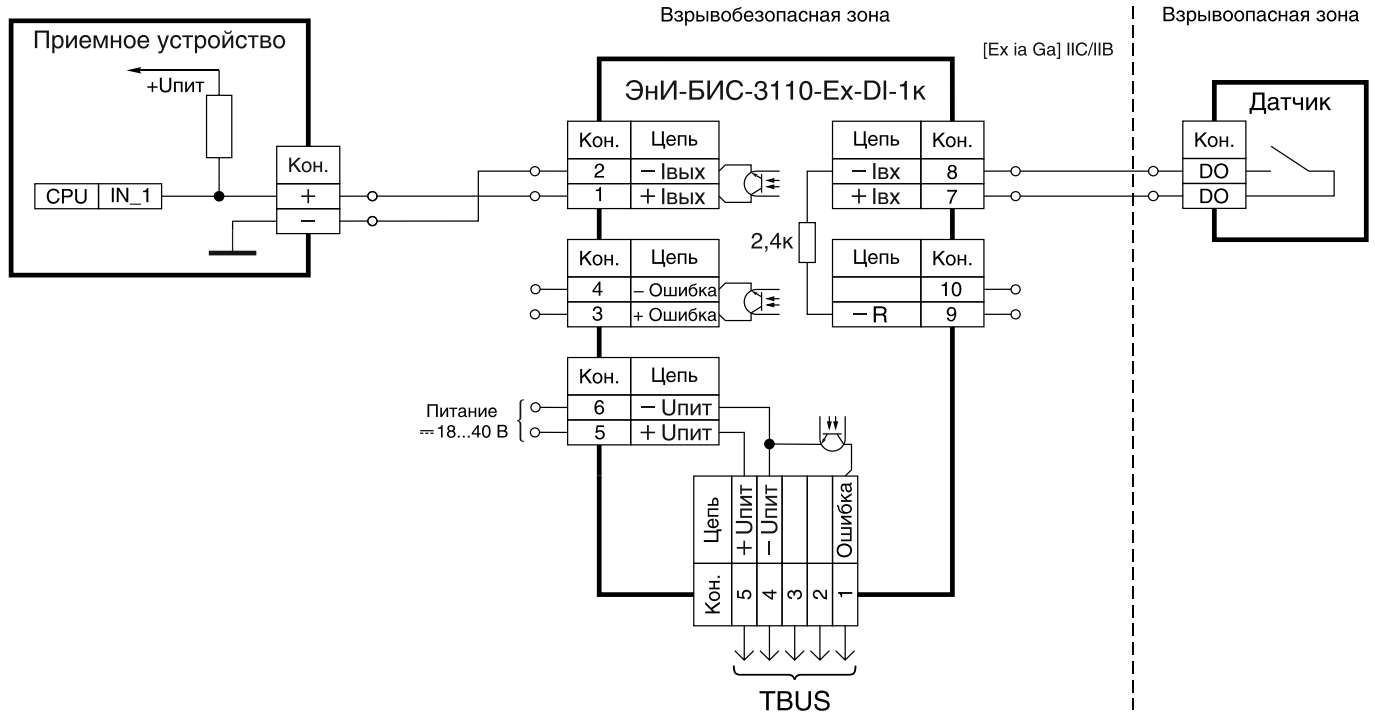 Взрывобезопасная зона
Взрывоопасная зона
Приемное устройство
[Ex ia Ga] IIC/IIB
+Uпит
ЭнИ-БИС-3110-Ex-DI-1к
Датчик
Кон.
CPU IN_1
+
−
Кон. Цепь
2 − Iвых
1 + Iвых
Цепь Кон.
− Iвх 8
+ Iвх 7
Кон.
DO
DO
2,4к
Кон. Цепь
4 − Ошибка
3 + Ошибка
Цепь Кон.
10
− R 9
Кон. Цепь
6 − Uпит
5 + Uпит
Питание
⎓18...40 В
Цепь + Uпит − Uпит Ошибка
Кон. 5 4 3 2 1
TBUS